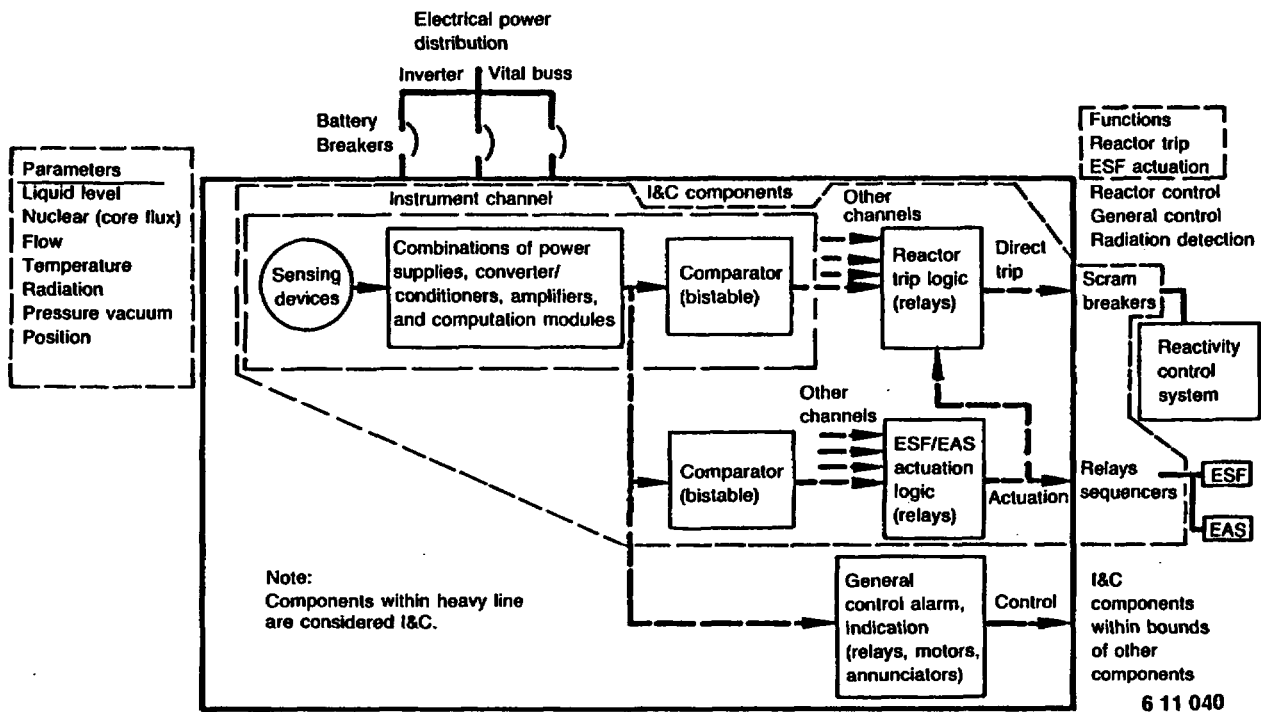 Electrical power
distribution
Inverter
Vital buss
Battery
Breakers
Parameters
Liquid level
Nuclear (core flux)
Flow
Temperature
Radiation
Pressure vacuum
Position
Functions
Reactor trip
ESF actuation
Reactor control
General control
Radiation detection
Instrument channel
I&C components
Sensing
devices
Combinations of power
supplies, converter/
conditioners, amplifiers,
and computation modules
Comparator
(bistable)
Other
channels
Reactor
trip logic
(relays)
Direct
trip
Scram
breakers
Reactivity
control
system
Comparator
(bistable)
Other
channels
ESF/EAS
actuation
logic
(relays)
Actuation
Relays
sequencers
ESF
EAS
Note:
Components within heavy line
are considered I&C.
General
control alarm,
indication
(relays, motors,
annunciators)
Control
I&C
components
within bounds
of other
components
6 11 040